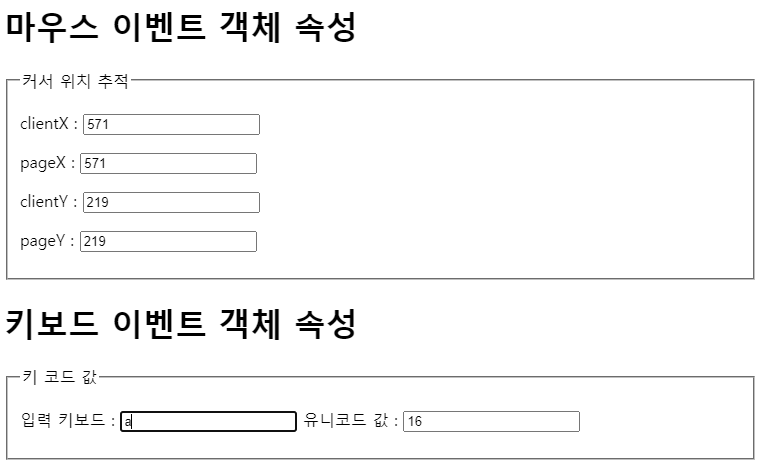 마우스 이벤트 객체 속성
커서 위치 추적
clientX : 571
pageX : 571
clientY : 219
pageY : 219
키보드 이벤트 객체 속성
키 코드 값
입력 키보드 : a 유니코드 값 : 16